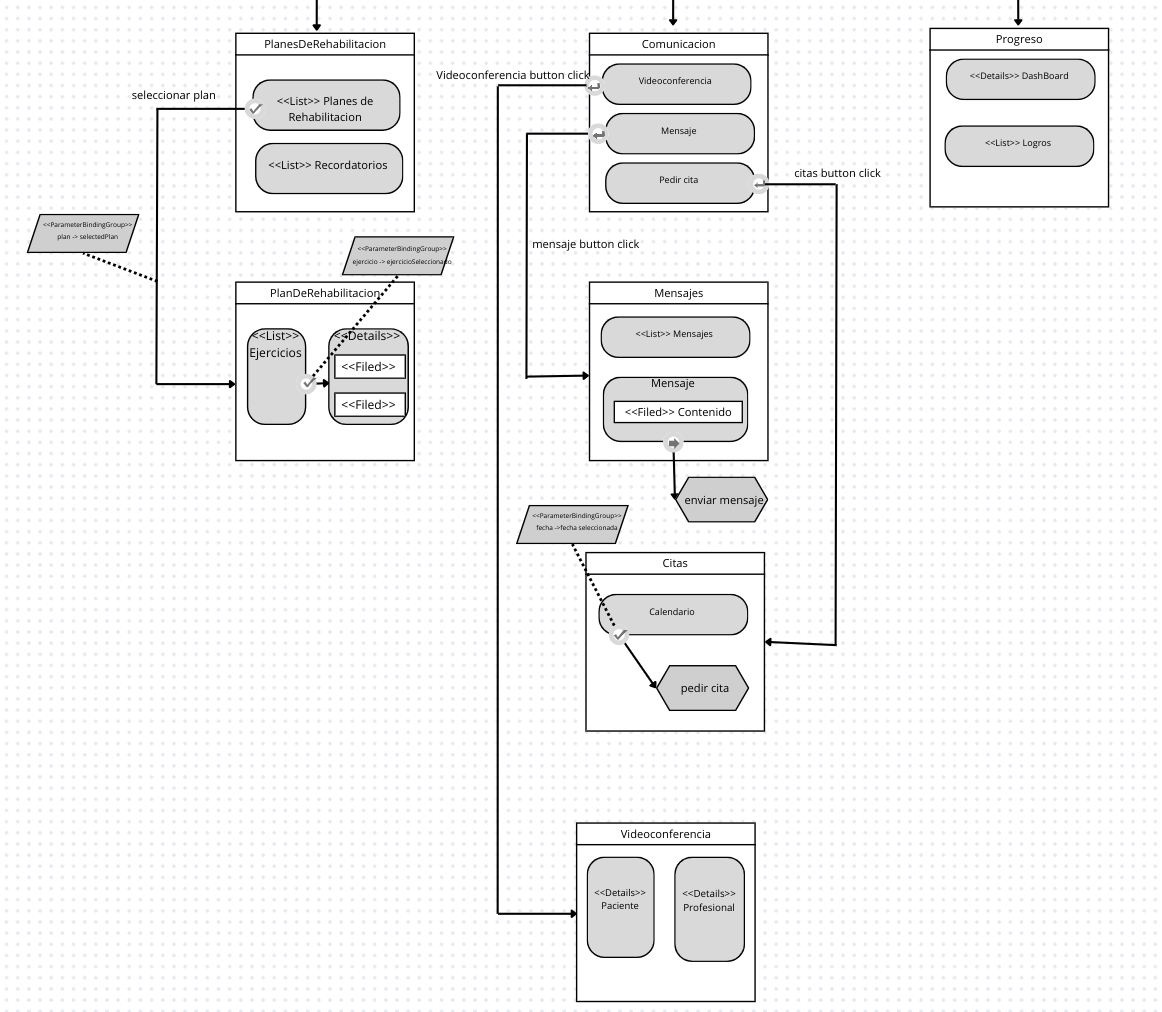 PlanesDeRehabilitacion
seleccionar plan
<<List>> Planes de
Rehabilitacion
<<List>> Recordatorios
<<ParameterBindingGroup>>
plan -> selectedPlan
<<ParameterBindingGroup>>
ejercicio -> ejercicioSeleccionado
PlanDeRehabilitacion
<<List>>
Ejercicios
<<Details>>
<<Filed>>
<<Filed>>
Comunicacion
Videoconferencia button click
Videoconferencia
Mensaje
Pedir cita
citas button click
mensaje button click
Mensajes
<<List>> Mensajes
Mensaje
<<Filed>> Contenido
enviar mensaje
<<ParameterBindingGroup>>
fecha ->fecha seleccionada
Citas
Calendario
pedir cita
Videoconferencia
<<Details>>
Paciente
<<Details>>
Profesional
Progreso
<<Details>> DashBoard
<<List>> Logros